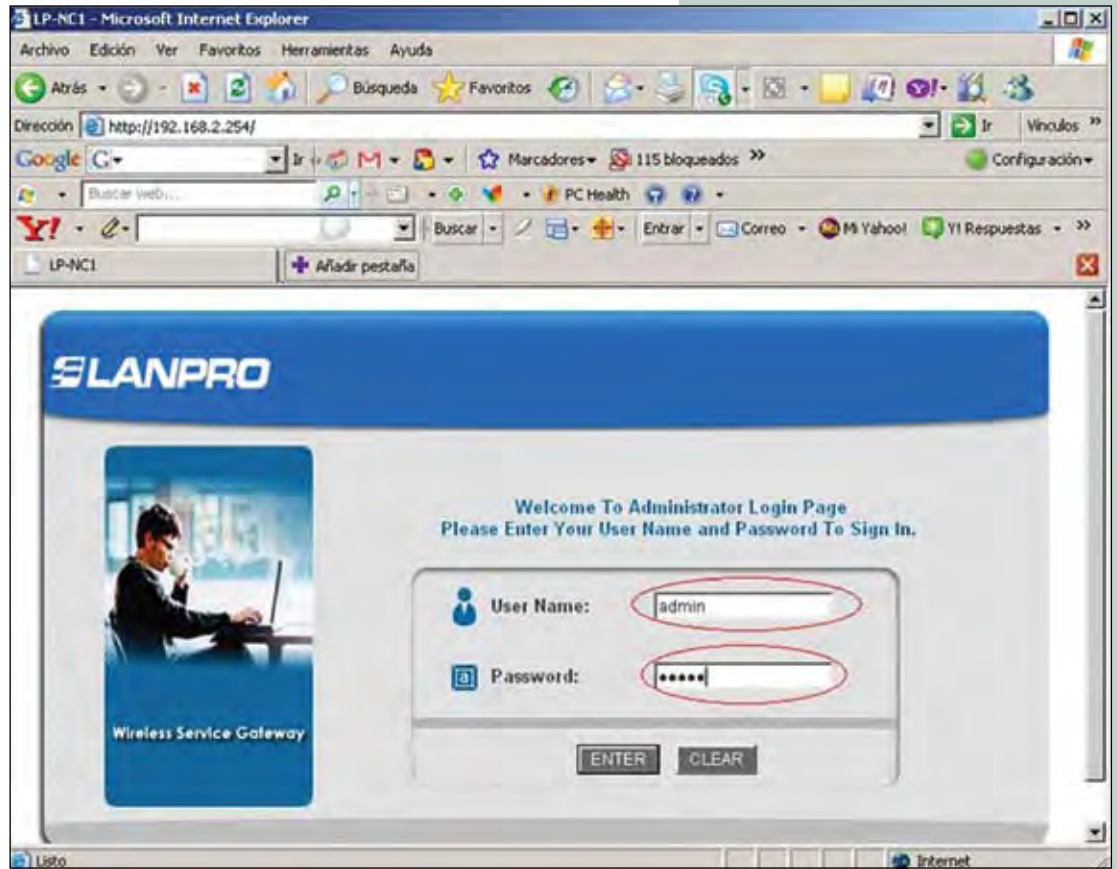 LP-NC1 - Microsoft Internet Explorer
Archivo Edición Ver Favoritos Herramientas Ayuda
Atrás Búsqueda Favoritos
Dirección http://192.168.2.254/ Ir Vínculos »
Google G Ir Marcadores 115 bloqueados » Configuración
Buscar web... PC Health
Y! Buscar Entrar Correo Mi Yahoo! Y! Respuestas »
LP-NC1 Añadir pestaña
LANPRO
Welcome To Administrator Login Page
Please Enter Your User Name and Password To Sign In.
User Name: admin
Password: •••••
Wireless Service Gateway
ENTER CLEAR
Listo Internet